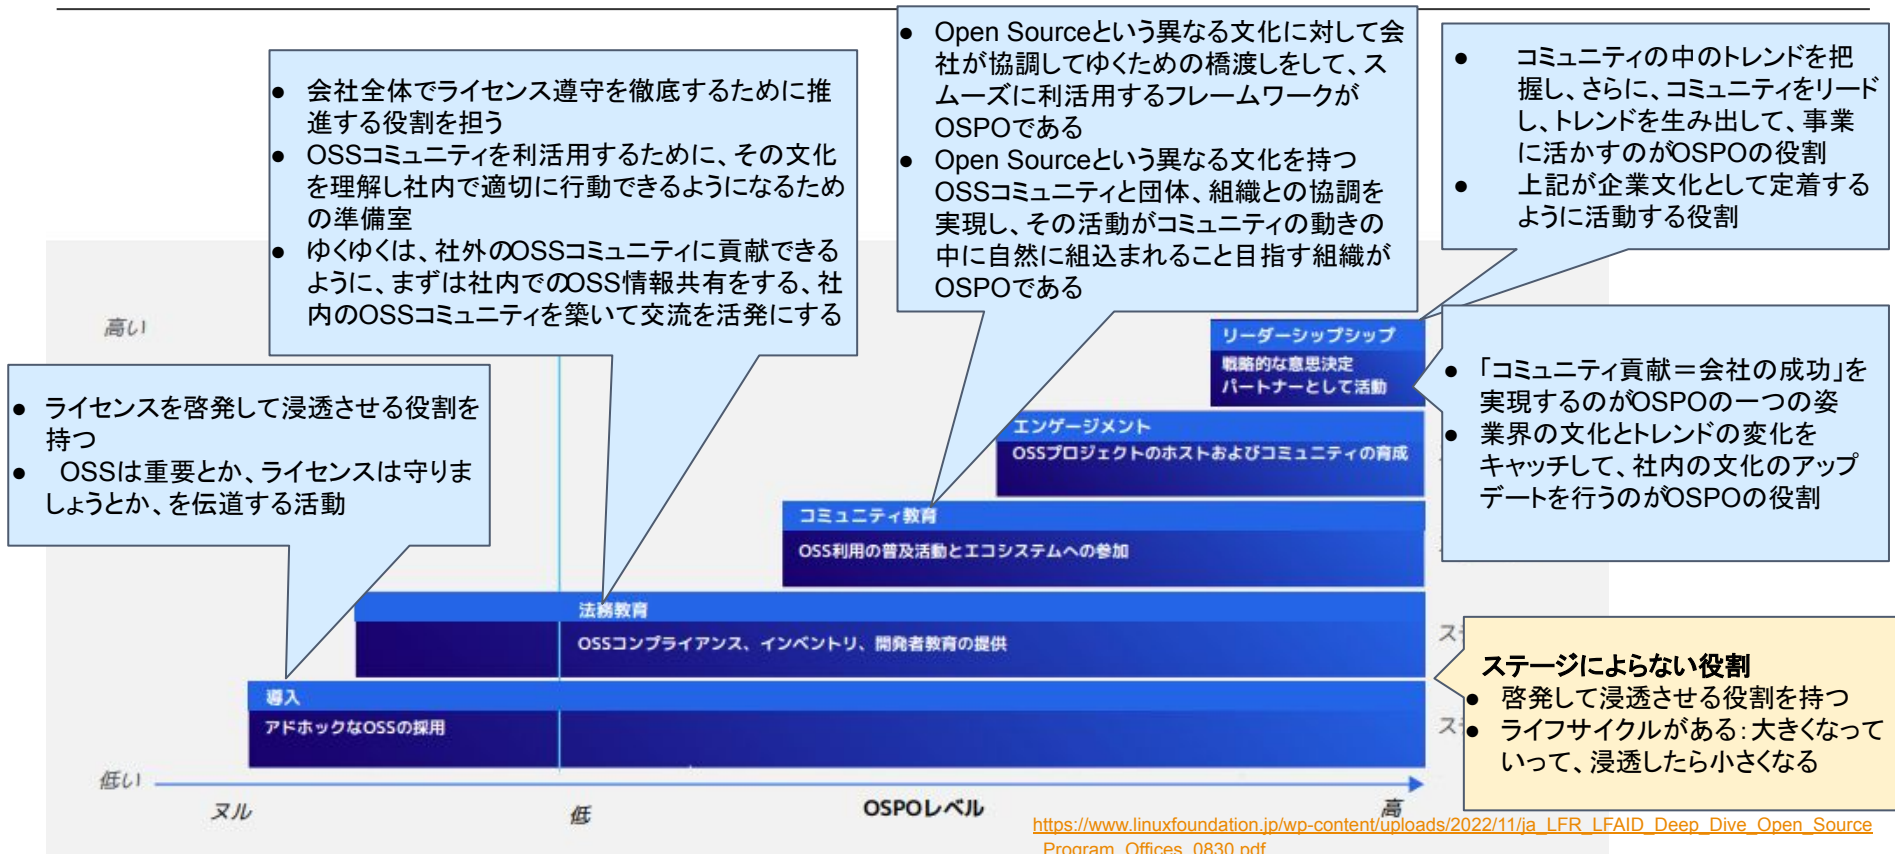 ● 会社全体でライセンス遵守を徹底するために推
進する役割を担う
● OSSコミュニティを利活用するために、その文化
を理解し社内で適切に行動できるようになるため
の準備室
● ゆくゆくは、社外のOSSコミュニティに貢献できる
ように、まずは社内でのOSS情報共有をする、社
内のOSSコミュニティを築いて交流を活発にする
● Open Sourceという異なる文化に対して会
社が協調してゆくための橋渡しをして、ス
ムーズに利活用するフレームワークが
OSPOである
● Open Sourceという異なる文化を持つ
OSSコミュニティと団体、組織との協調を
実現し、その活動がコミュニティの動きの
中に自然に組込まれること目指す組織が
OSPOである
● コミュニティの中のトレンドを把
握し、さらに、コミュニティをリード
し、トレンドを生み出して、事業
に活かすのがOSPOの役割
● 上記が企業文化として定着する
ように活動する役割
● ライセンスを啓発して浸透させる役割を
持つ
● OSSは重要とか、ライセンスは守りま
しょうとか、を伝道する活動
● 「コミュニティ貢献＝会社の成功」を
実現するのがOSPOの一つの姿
● 業界の文化とトレンドの変化を
キャッチして、社内の文化のアップ
デートを行うのがOSPOの役割
ステージによらない役割
● 啓発して浸透させる役割を持つ
● ライフサイクルがある：大きくなって
いって、浸透したら小さくなる
高い
リーダーシップシップ
戦略的な意思決定
パートナーとして活動
エンゲージメント
OSSプロジェクトのホストおよびコミュニティの育成
コミュニティ教育
OSS利用の普及活動とエコシステムへの参加
法務教育
OSSコンプライアンス、インベントリ、開発者教育の提供
ス
導入
アドホックなOSSの採用
ス
低い
ヌル
低
OSPOレベル
高
https://www.linuxfoundation.jp/wp-content/uploads/2022/11/ja_LFR_LFAID_Deep_Dive_Open_Source
_Program_Offices_0830.pdf